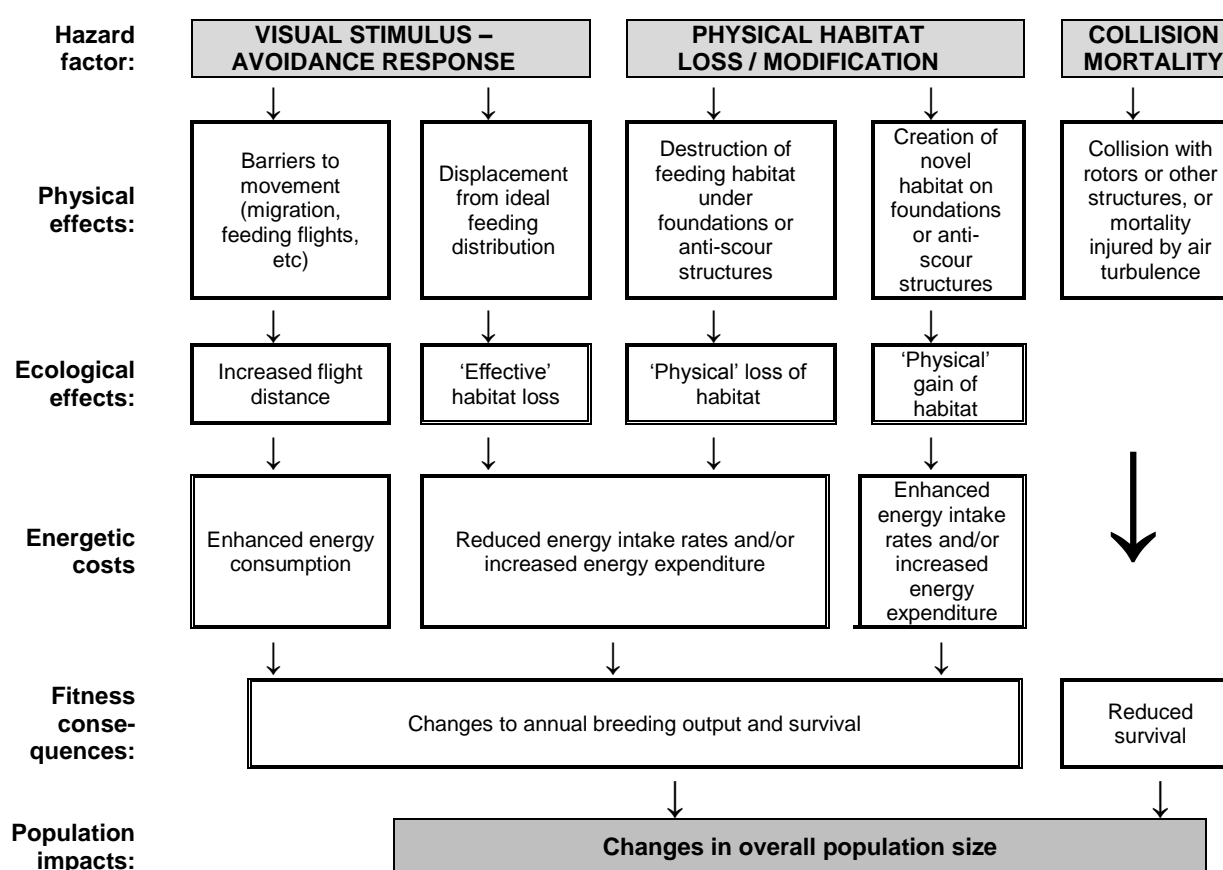 Hazard
factor:
VISUAL STIMULUS –
AVOIDANCE RESPONSE
PHYSICAL HABITAT
LOSS / MODIFICATION
COLLISION
MORTALITY
Physical
effects:
Barriers to
movement
(migration,
feeding flights,
etc)
Displacement
from ideal
feeding
distribution
Destruction of
feeding habitat
under
foundations or
anti-scour
structures
Creation of
novel
habitat on
foundations
or anti-
scour
structures
Collision with
rotors or other
structures, or
mortality
injured by air
turbulence
Ecological
effects:
Increased flight
distance
‘Effective’
habitat loss
‘Physical’ loss of
habitat
‘Physical’
gain of
habitat
Energetic
costs
Enhanced energy
consumption
Reduced energy intake rates and/or
increased energy expenditure
Enhanced
energy intake
rates and/or
increased
energy
expenditure
Fitness
conse-
quences:
Changes to annual breeding output and survival
Reduced
survival
Population
impacts:
Changes in overall population size